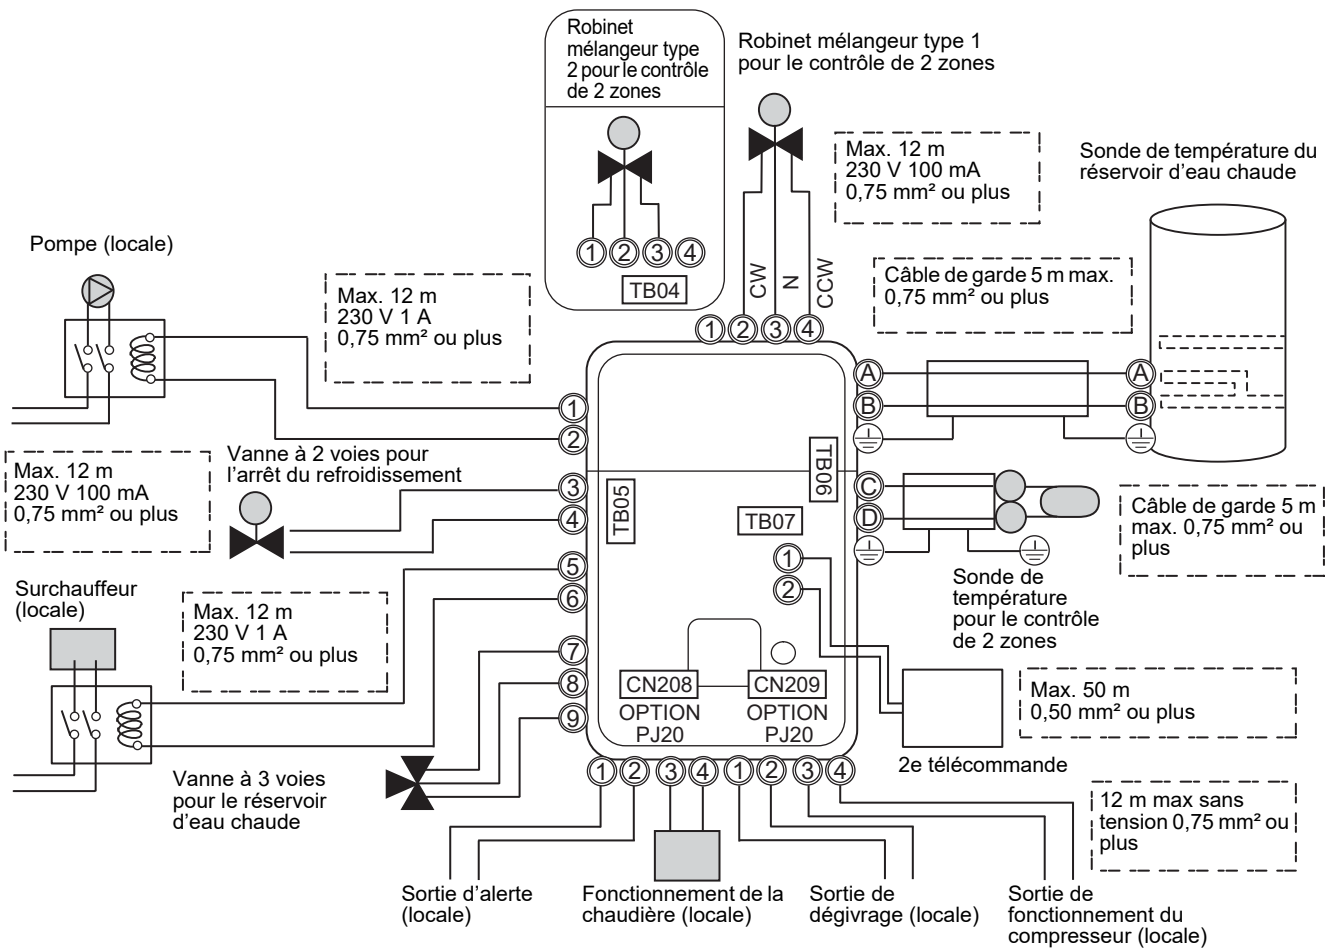 Robinet
mélangeur type
2 pour le contrôle
de 2 zones
1 2 3 4
TB04
Robinet mélangeur type 1
pour le contrôle de 2 zones
CW
N
CCW
1 2 3 4
Max. 12 m
230 V 100 mA
0,75 mm² ou plus
Sonde de température du
réservoir d'eau chaude
Câble de garde 5 m max.
0,75 mm² ou plus
Pompe (locale)
Max. 12 m
230 V 1 A
0,75 mm² ou plus
1
2
A
B
A
B
Max. 12 m
230 V 100 mA
0,75 mm² ou plus
Vanne à 2 voies pour
l'arrêt du refroidissement
3
4
TB05
TB06
TB07
C
D
Câble de garde 5 m
max. 0,75 mm² ou
plus
Sonde de
température
pour le contrôle
de 2 zones
1
2
Surchauffeur
(locale)
Max. 12 m
230 V 1 A
0,75 mm² ou plus
5
6
7
8
9
CN208
OPTION
PJ20
CN209
OPTION
PJ20
Max. 50 m
0,50 mm² ou plus
2e télécommande
Vanne à 3 voies
pour le réservoir
d'eau chaude
1 2 3 4 1 2 3 4
12 m max sans
tension 0,75 mm² ou
plus
Sortie d'alerte
(locale)
Fonctionnement de la
chaudière (locale)
Sortie de
dégivrage (locale)
Sortie de
fonctionnement du
compresseur (locale)